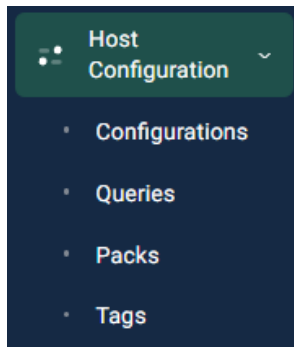 Host
Configuration
Configurations
Queries
Packs
Tags